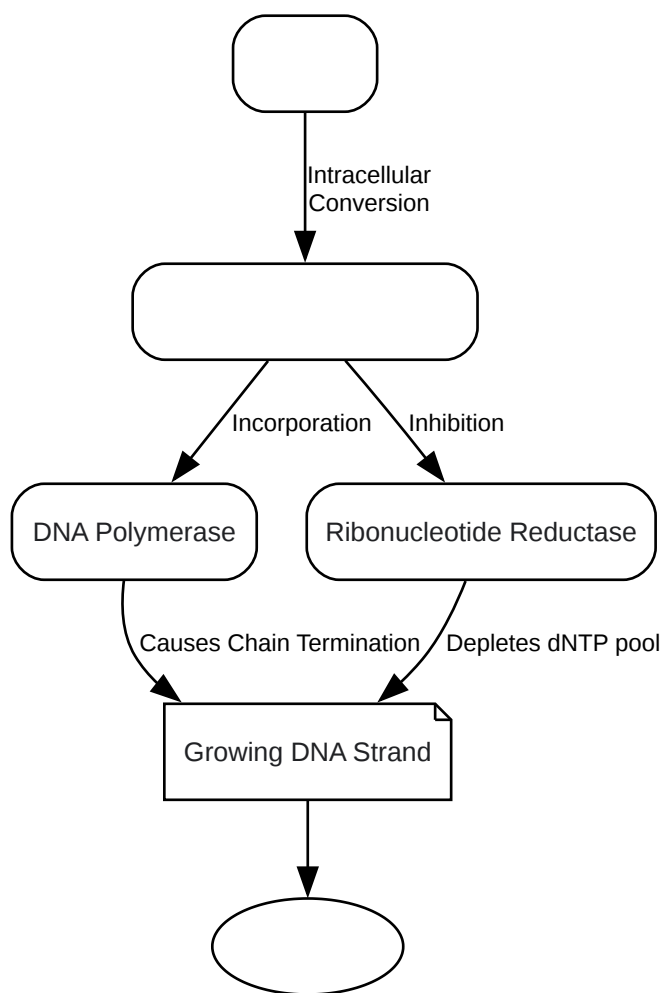 Intracellular
Conversion
Incorporation
Inhibition
DNA Polymerase
Ribonucleotide Reductase
Causes Chain Termination
Depletes dNTP pool
Growing DNA Strand